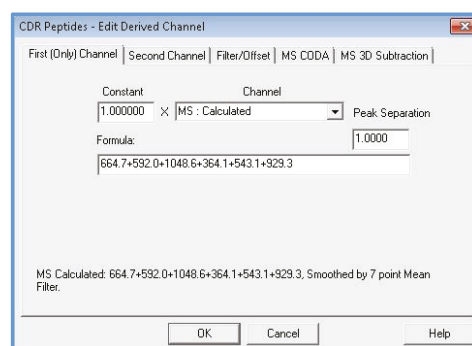 CDR Peptides - Edit Derived Channel
First (Only) Channel Second Channel Filter/Offset MS CODA MS 3D Subtraction
Constant Channel
1.000000 X MS : Calculated Peak Separation
Formula: 1.0000
664.7+592.0+1048.6+364.1+543.1+929.3
MS Calculated: 664.7+592.0+1048.6+364.1+543.1+929.3, Smoothed by 7 point Mean
Filter.
OK Cancel Help